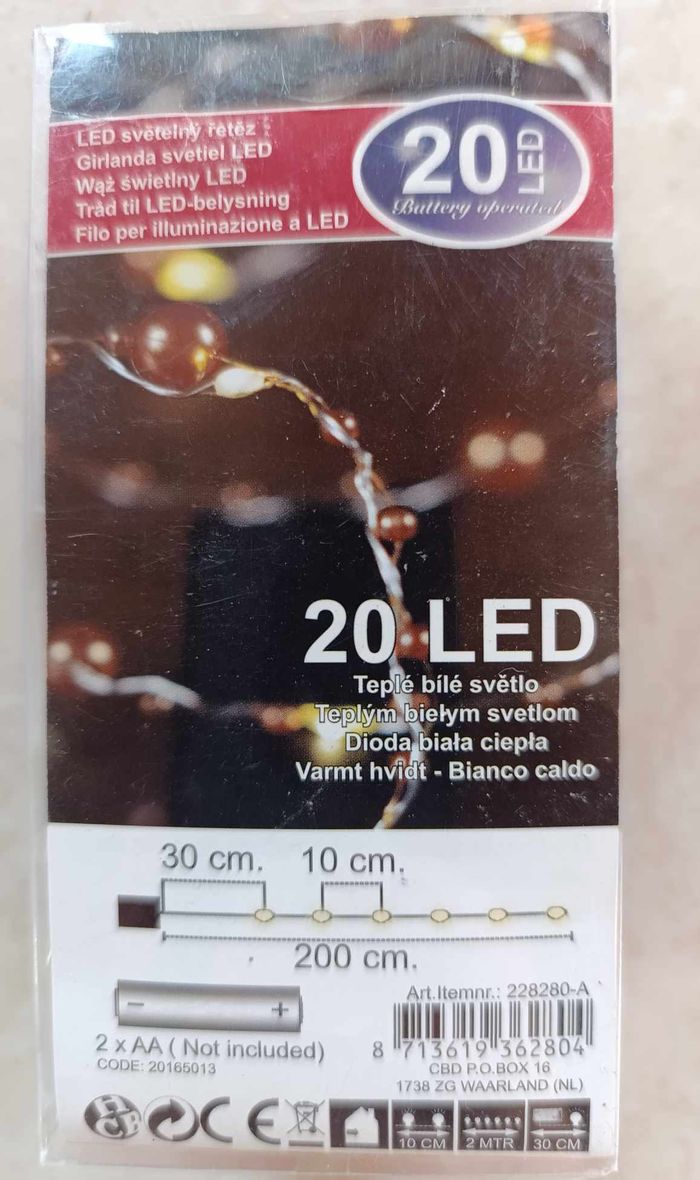 LED světelný řetěz
Girlanda svetiel LED
Wąż świetlny LED
Tråd til LED-belysning
Filo per illuminazione a LED
20 LED
Battery operated
20 LED
Teplé bílé světlo
Teplým bielym svetlom
Dioda biała ciepła
Varmt hvidt - Bianco caldo
30 cm. 10 cm.
200 cm.
2 x AA ( Not included)
CODE: 20165013
Art.Itemnr.: 228280-A
8 713619 362804
CBD P.O.BOX 16
1738 ZG WAARLAND (NL)
CE
10 CM 2 MTR 30 CM